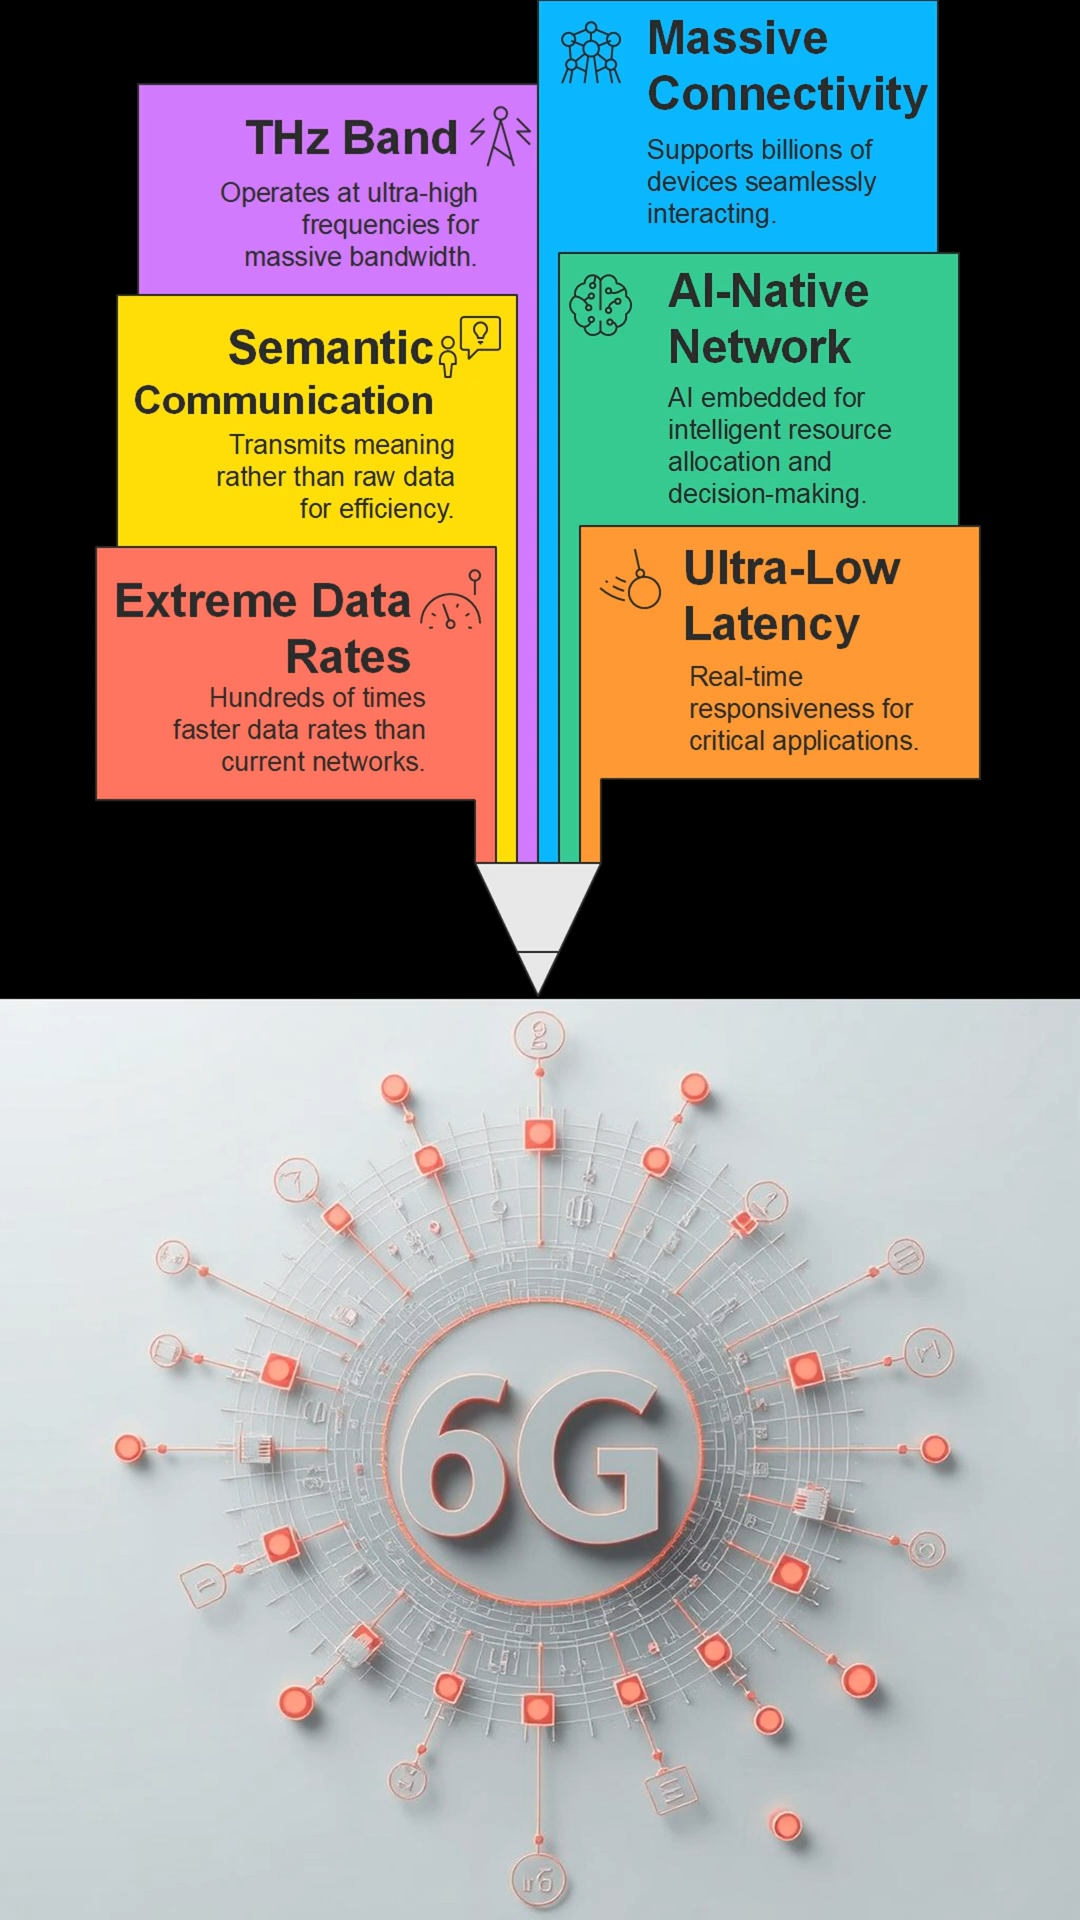 THz Band
Operates at ultra-high
frequencies for
massive bandwidth.
Semantic
Communication
Transmits meaning
rather than raw data
for efficiency.
Extreme Data
Rates
Hundreds of times
faster data rates than
current networks.
Massive
Connectivity
Supports billions of
devices seamlessly
interacting.
AI-Native
Network
AI embedded for
intelligent resource
allocation and
decision-making.
Ultra-Low
Latency
Real-time
responsiveness for
critical applications.
6G